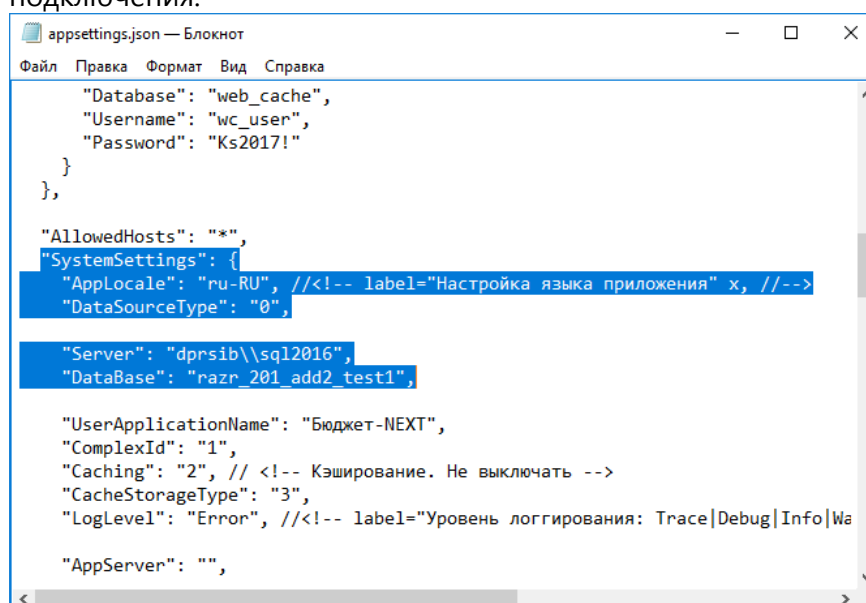 подключения.
appsettings.json — Блокнот
Файл Правка Формат Вид Справка
"Database": "web_cache",
"Username": "wc_user",
"Password": "Ks2017!"
}
},
"AllowedHosts": "*",
"SystemSettings": {
"AppLocale": "ru-RU", //<!-- label="Настройка языка приложения" x, //-->
"DataSourceType": "0",
"Server": "dprsib\\sql2016",
"DataBase": "razr_201_add2_test1",
"UserApplicationName": "Бюджет-NEXT",
"ComplexId": "1",
"Caching": "2", // <!-- Кэширование. Не выключать -->
"CacheStorageType": "3",
"LogLevel": "Error", //<!-- label="Уровень логгирования: Trace|Debug|Info|Wa
"AppServer": "",